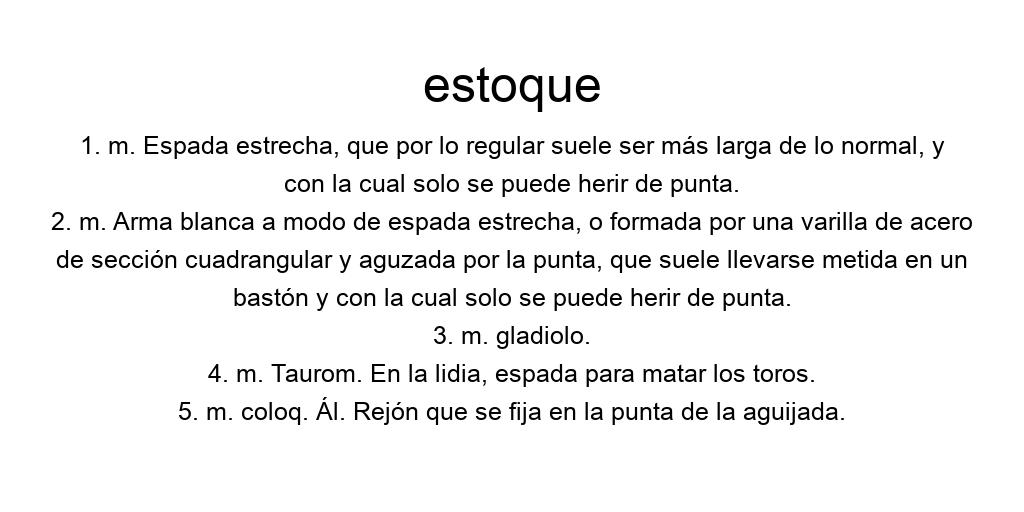 estoque
1. m. Espada estrecha, que por lo regular suele ser más larga de lo normal, y
con la cual solo se puede herir de punta.
2. m. Arma blanca a modo de espada estrecha, o formada por una varilla de acero
de sección cuadrangular y aguzada por la punta, que suele llevarse metida en un
bastón y con la cual solo se puede herir de punta.
3. m. gladiolo.
4. m. Taurom. En la lidia, espada para matar los toros.
5. m. coloq. Ál. Rejón que se fija en la punta de la aguijada.